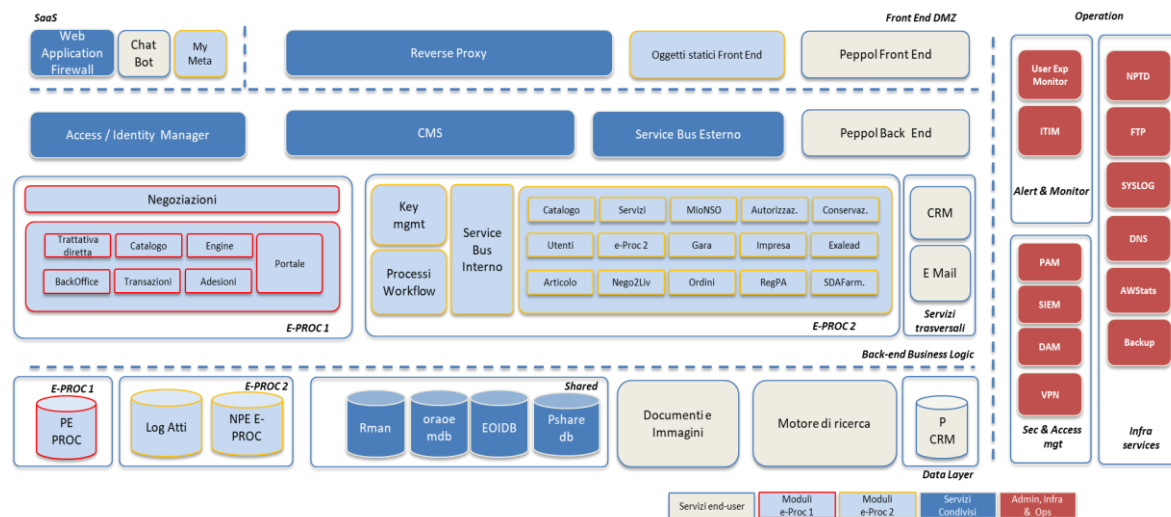 SaaS
Front End DMZ
Operation
Web
Application
Firewall
Chat
Bot
My
Meta
Reverse Proxy
Oggetti statici Front End
Peppol Front End
User Exp
Monitor
NPTD
ITIM
FTP
Access / Identity Manager
CMS
Service Bus Esterno
Peppol Back End
Alert & Monitor
SYSLOG
Negoziazioni
Trattativa
diretta
Catalogo
Engine
Portale
BackOffice
Transazioni
Adesioni
E-PROC 1
Key
mgmt
Processi
Workflow
Service
Bus
Interno
Catalogo
Servizi
MioNSO
Autorizzaz.
Conservaz.
Utenti
e-Proc 2
Gara
Impresa
Exalead
Articolo
Nego2Liv
Ordini
RegPA
SDAFarm.
E-PROC 2
CRM
E Mail
Servizi
trasversali
DNS
PAM
SIEM
AWStats
DAM
Backup
VPN
Sec & Access
mgt
Infra
services
Back-end Business Logic
E-PROC 1
PE
PROC
E-PROC 2
Log Atti
NPE E-
PROC
Shared
Rman
oraoe
mdb
EOIDB
Pshare
db
Documenti e
Immagini
Motore di ricerca
P
CRM
Data Layer
Servizi end-user
Moduli
e-Proc 1
Moduli
e-Proc 2
Servizi
Condivisi
Admin, Infra
& Ops